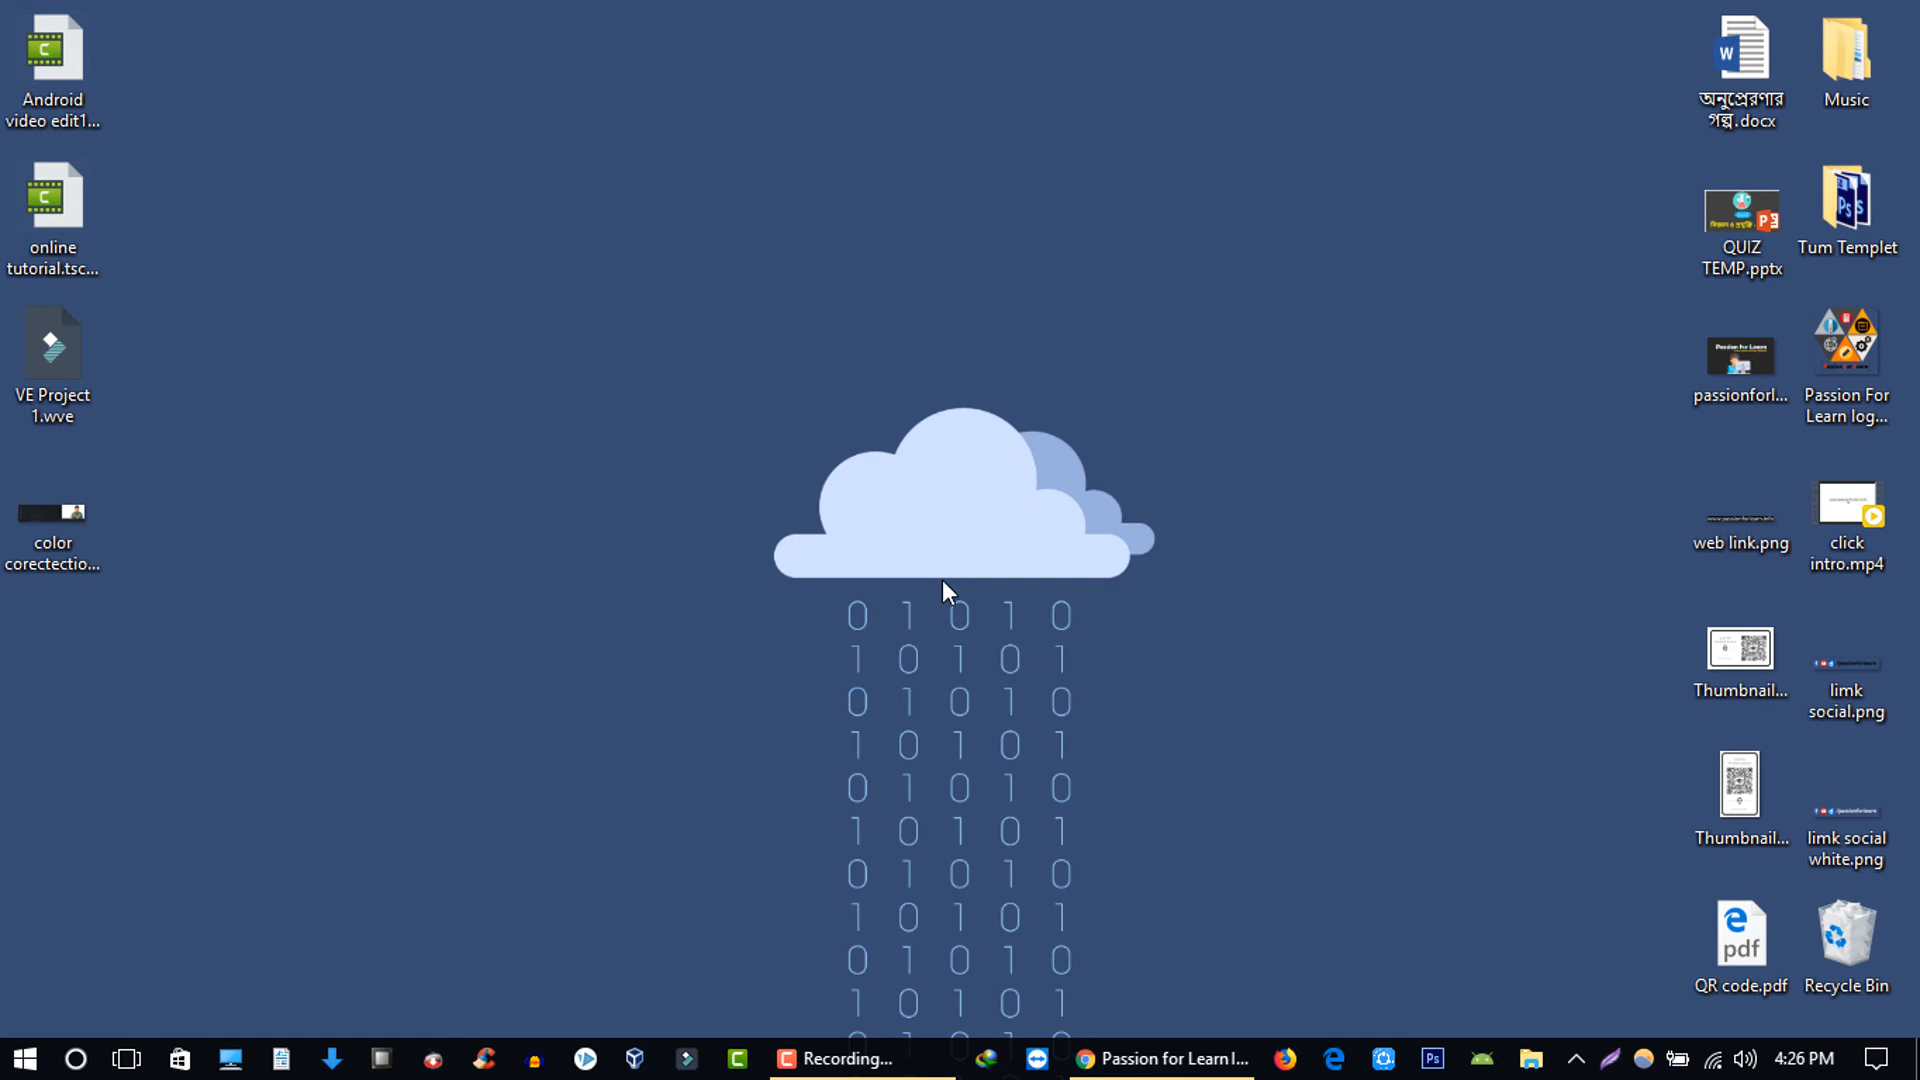 Android
video edit1...
online
tutorial.tsc...
VE Project
1.wve
color
corectectio...
অনুপ্রেরণার
গল্প.docx
Music
QUIZ
TEMP.pptx
Tum Templet
Passion for Learn
passionforl...
Passion For
Learn log...
web link.png
click
intro.mp4
Thumbnail...
limk
social.png
Thumbnail...
limk social
white.png
pdf
QR code.pdf
Recycle Bin
0 1 0 1 0
1 0 1 0 1
0 1 0 1 0
1 0 1 0 1
0 1 0 1 0
1 0 1 0 1
0 1 0 1 0
1 0 1 0 1
0 1 0 1 0
1 0 1 0 1
Recording...
Passion for Learn l...
Ps
4:26 PM